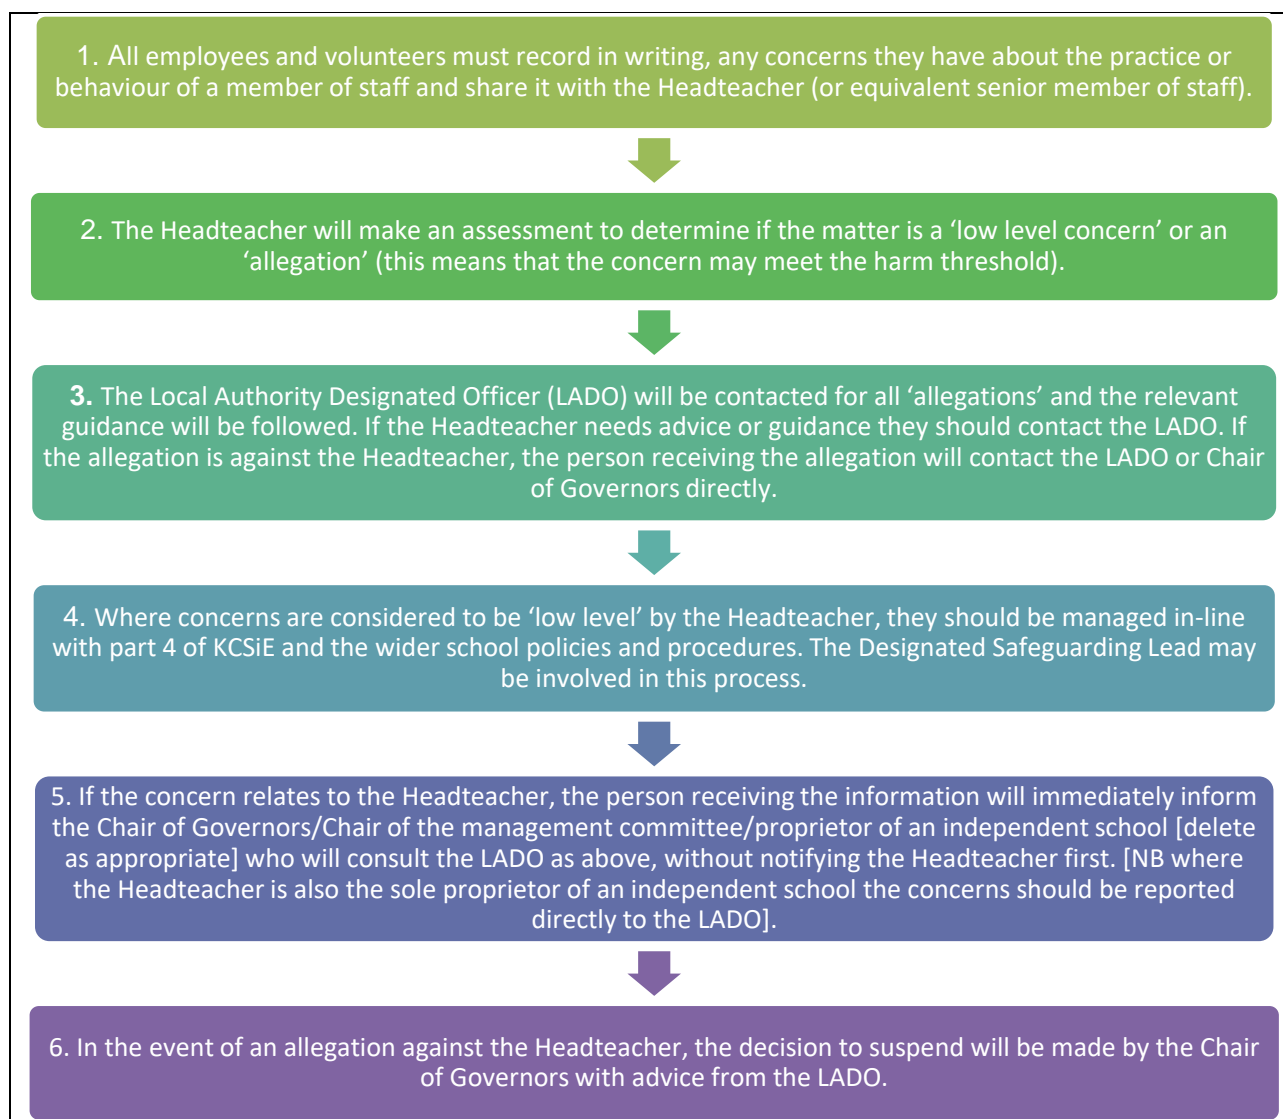 1. All employees and volunteers must record in writing, any concerns they have about the practice or
behaviour of a member of staff and share it with the Headteacher (or equivalent senior member of staff).
2. The Headteacher will make an assessment to determine if the matter is a ‘low level concern’ or an
‘allegation’ (this means that the concern may meet the harm threshold).
3. The Local Authority Designated Officer (LADO) will be contacted for all ‘allegations’ and the relevant
guidance will be followed. If the Headteacher needs advice or guidance they should contact the LADO. If
the allegation is against the Headteacher, the person receiving the allegation will contact the LADO or Chair
of Governors directly.
4. Where concerns are considered to be ‘low level’ by the Headteacher, they should be managed in-line
with part 4 of KCSiE and the wider school policies and procedures. The Designated Safeguarding Lead may
be involved in this process.
5. If the concern relates to the Headteacher, the person receiving the information will immediately inform
the Chair of Governors/Chair of the management committee/proprietor of an independent school [delete
as appropriate] who will consult the LADO as above, without notifying the Headteacher first. [NB where
the Headteacher is also the sole proprietor of an independent school the concerns should be reported
directly to the LADO].
6. In the event of an allegation against the Headteacher, the decision to suspend will be made by the Chair
of Governors with advice from the LADO.